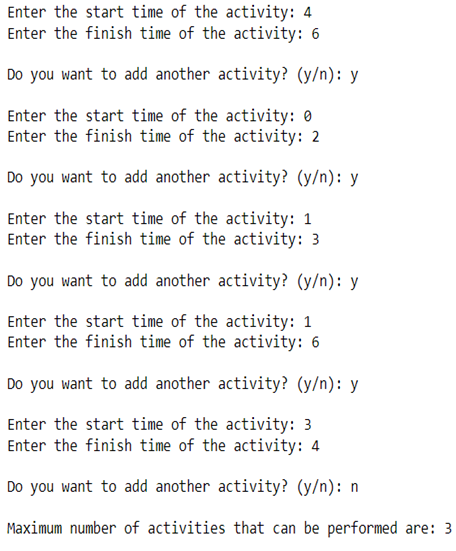 Enter the start time of the activity: 4
Enter the finish time of the activity: 6
Do you want to add another activity? (y/n): y
Enter the start time of the activity: 0
Enter the finish time of the activity: 2
Do you want to add another activity? (y/n): y
Enter the start time of the activity: 1
Enter the finish time of the activity: 3
Do you want to add another activity? (y/n): y
Enter the start time of the activity: 1
Enter the finish time of the activity: 6
Do you want to add another activity? (y/n): y
Enter the start time of the activity: 3
Enter the finish time of the activity: 4
Do you want to add another activity? (y/n): n
Maximum number of activities that can be performed are: 3